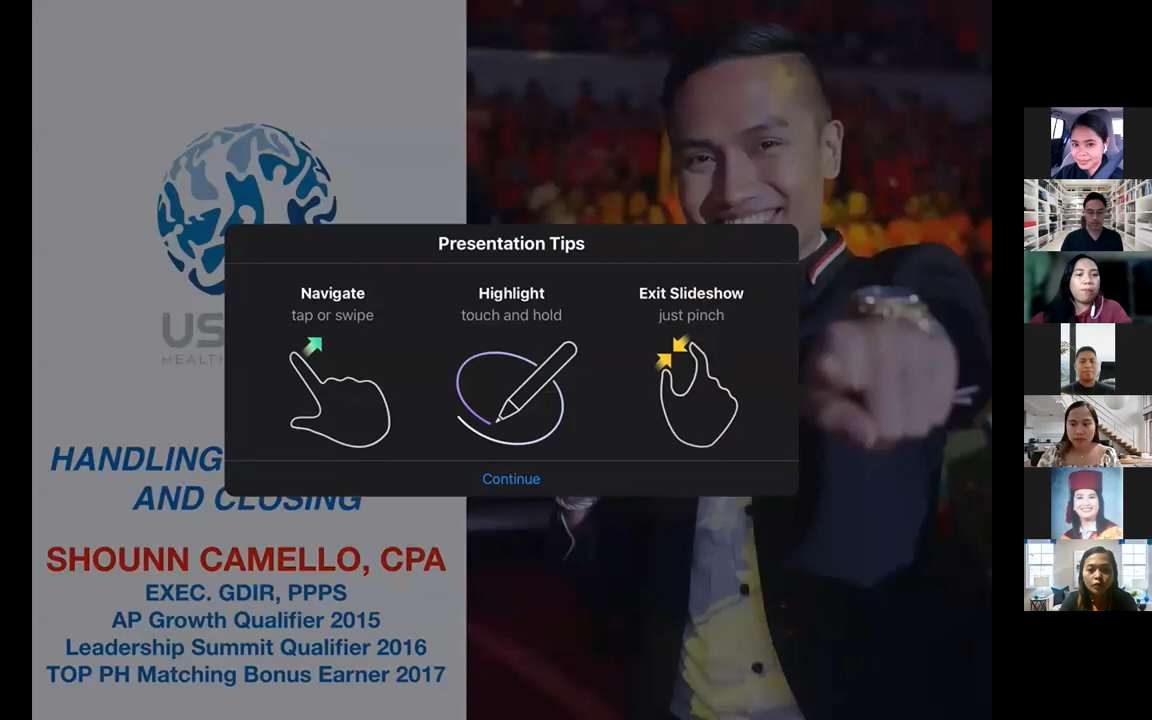 Presentation Tips
Navigate
tap or swipe
Highlight
touch and hold
Exit Slideshow
just pinch
Continue
US
HEALTH
HANDLING
AND CLOSING
SHOUNN CAMELLO, CPA
EXEC. GDIR, PPPS
AP Growth Qualifier 2015
Leadership Summit Qualifier 2016
TOP PH Matching Bonus Earner 2017